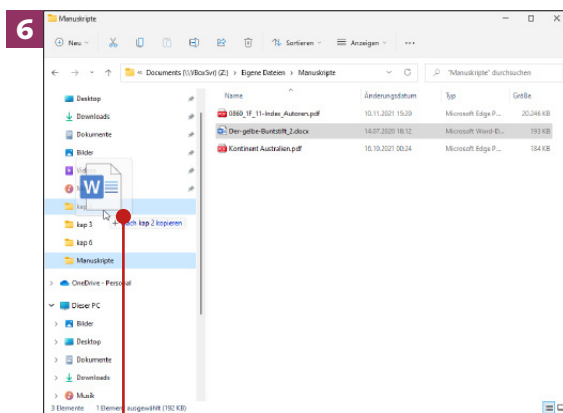 6
Manuskripte
Neu
Sortieren
Anzeigen
Documents (\\VBoxSvr) (Z:) > Eigene Dateien > Manuskripte
"Manuskripte" durchsuchen
Name Änderungsdatum Typ Größe
0860_1F_11-Index_Autoren.pdf 10.11.2021 15:29 Microsoft Edge P... 20.246 KB
Der-gelbe-Buntstift_2.docx 14.07.2020 16:12 Microsoft Word-D... 193 KB
Kontinent Australien.pdf 16.10.2021 00:24 Microsoft Edge P... 184 KB
Desktop
Downloads
Dokumente
Bilder
W
kap
+ nach kap 2 kopieren
kap 5
kap 6
Manuskripte
OneDrive - Personal
Dieser PC
Bilder
Desktop
Dokumente
Downloads
Musik
3 Elemente 1 Element ausgewählt (192 KB)